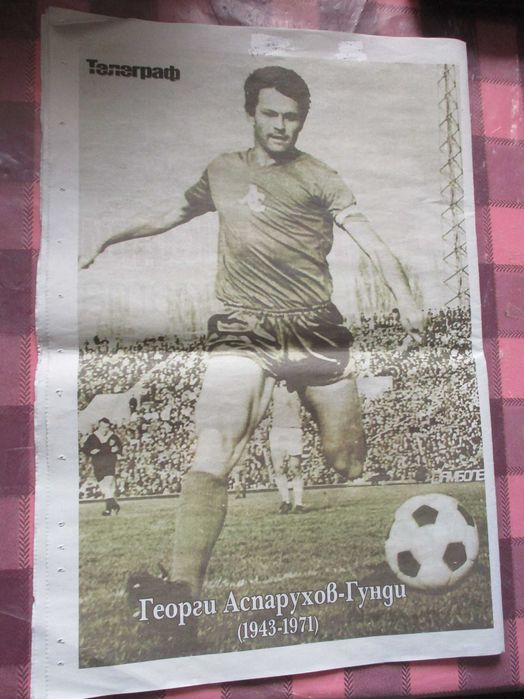 Телеграф
Георги Аспарухов-Гунди
(1943-1971)